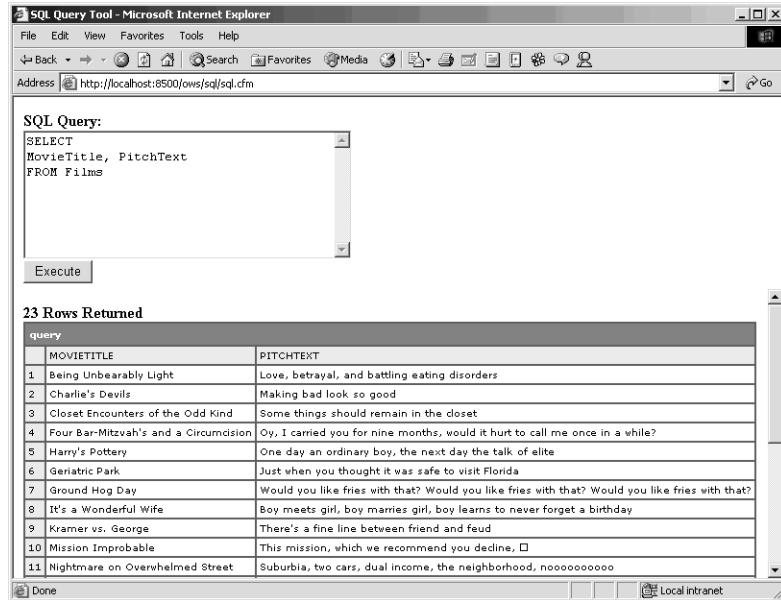 SQL Query Tool - Microsoft Internet Explorer
File Edit View Favorites Tools Help
Back Search Favorites Media
Address http://localhost:8500/ows/sql/sql.cfm Go
SQL Query:
SELECT
MovieTitle, PitchText
FROM Films
Execute
23 Rows Returned
query
MOVIETITLE PITCHTEXT
1 Being Unbearably Light Love, betrayal, and battling eating disorders
2 Charlie's Devils Making bad look so good
3 Closet Encounters of the Odd Kind Some things should remain in the closet
4 Four Bar-Mitzvah's and a Circumcision Oy, I carried you for nine months, would it hurt to call me once in a while?
5 Harry's Pottery One day an ordinary boy, the next day the talk of elite
6 Geriatric Park Just when you thought it was safe to visit Florida
7 Ground Hog Day Would you like fries with that? Would you like fries with that? Would you like fries with that?
8 It's a Wonderful Wife Boy meets girl, boy marries girl, boy learns to never forget a birthday
9 Kramer vs. George There's a fine line between friend and feud
10 Mission Improbable This mission, which we recommend you decline, □
11 Nightmare on Overwhelmed Street Suburbia, two cars, dual income, the neighborhood, noooooooooo
Done Local intranet